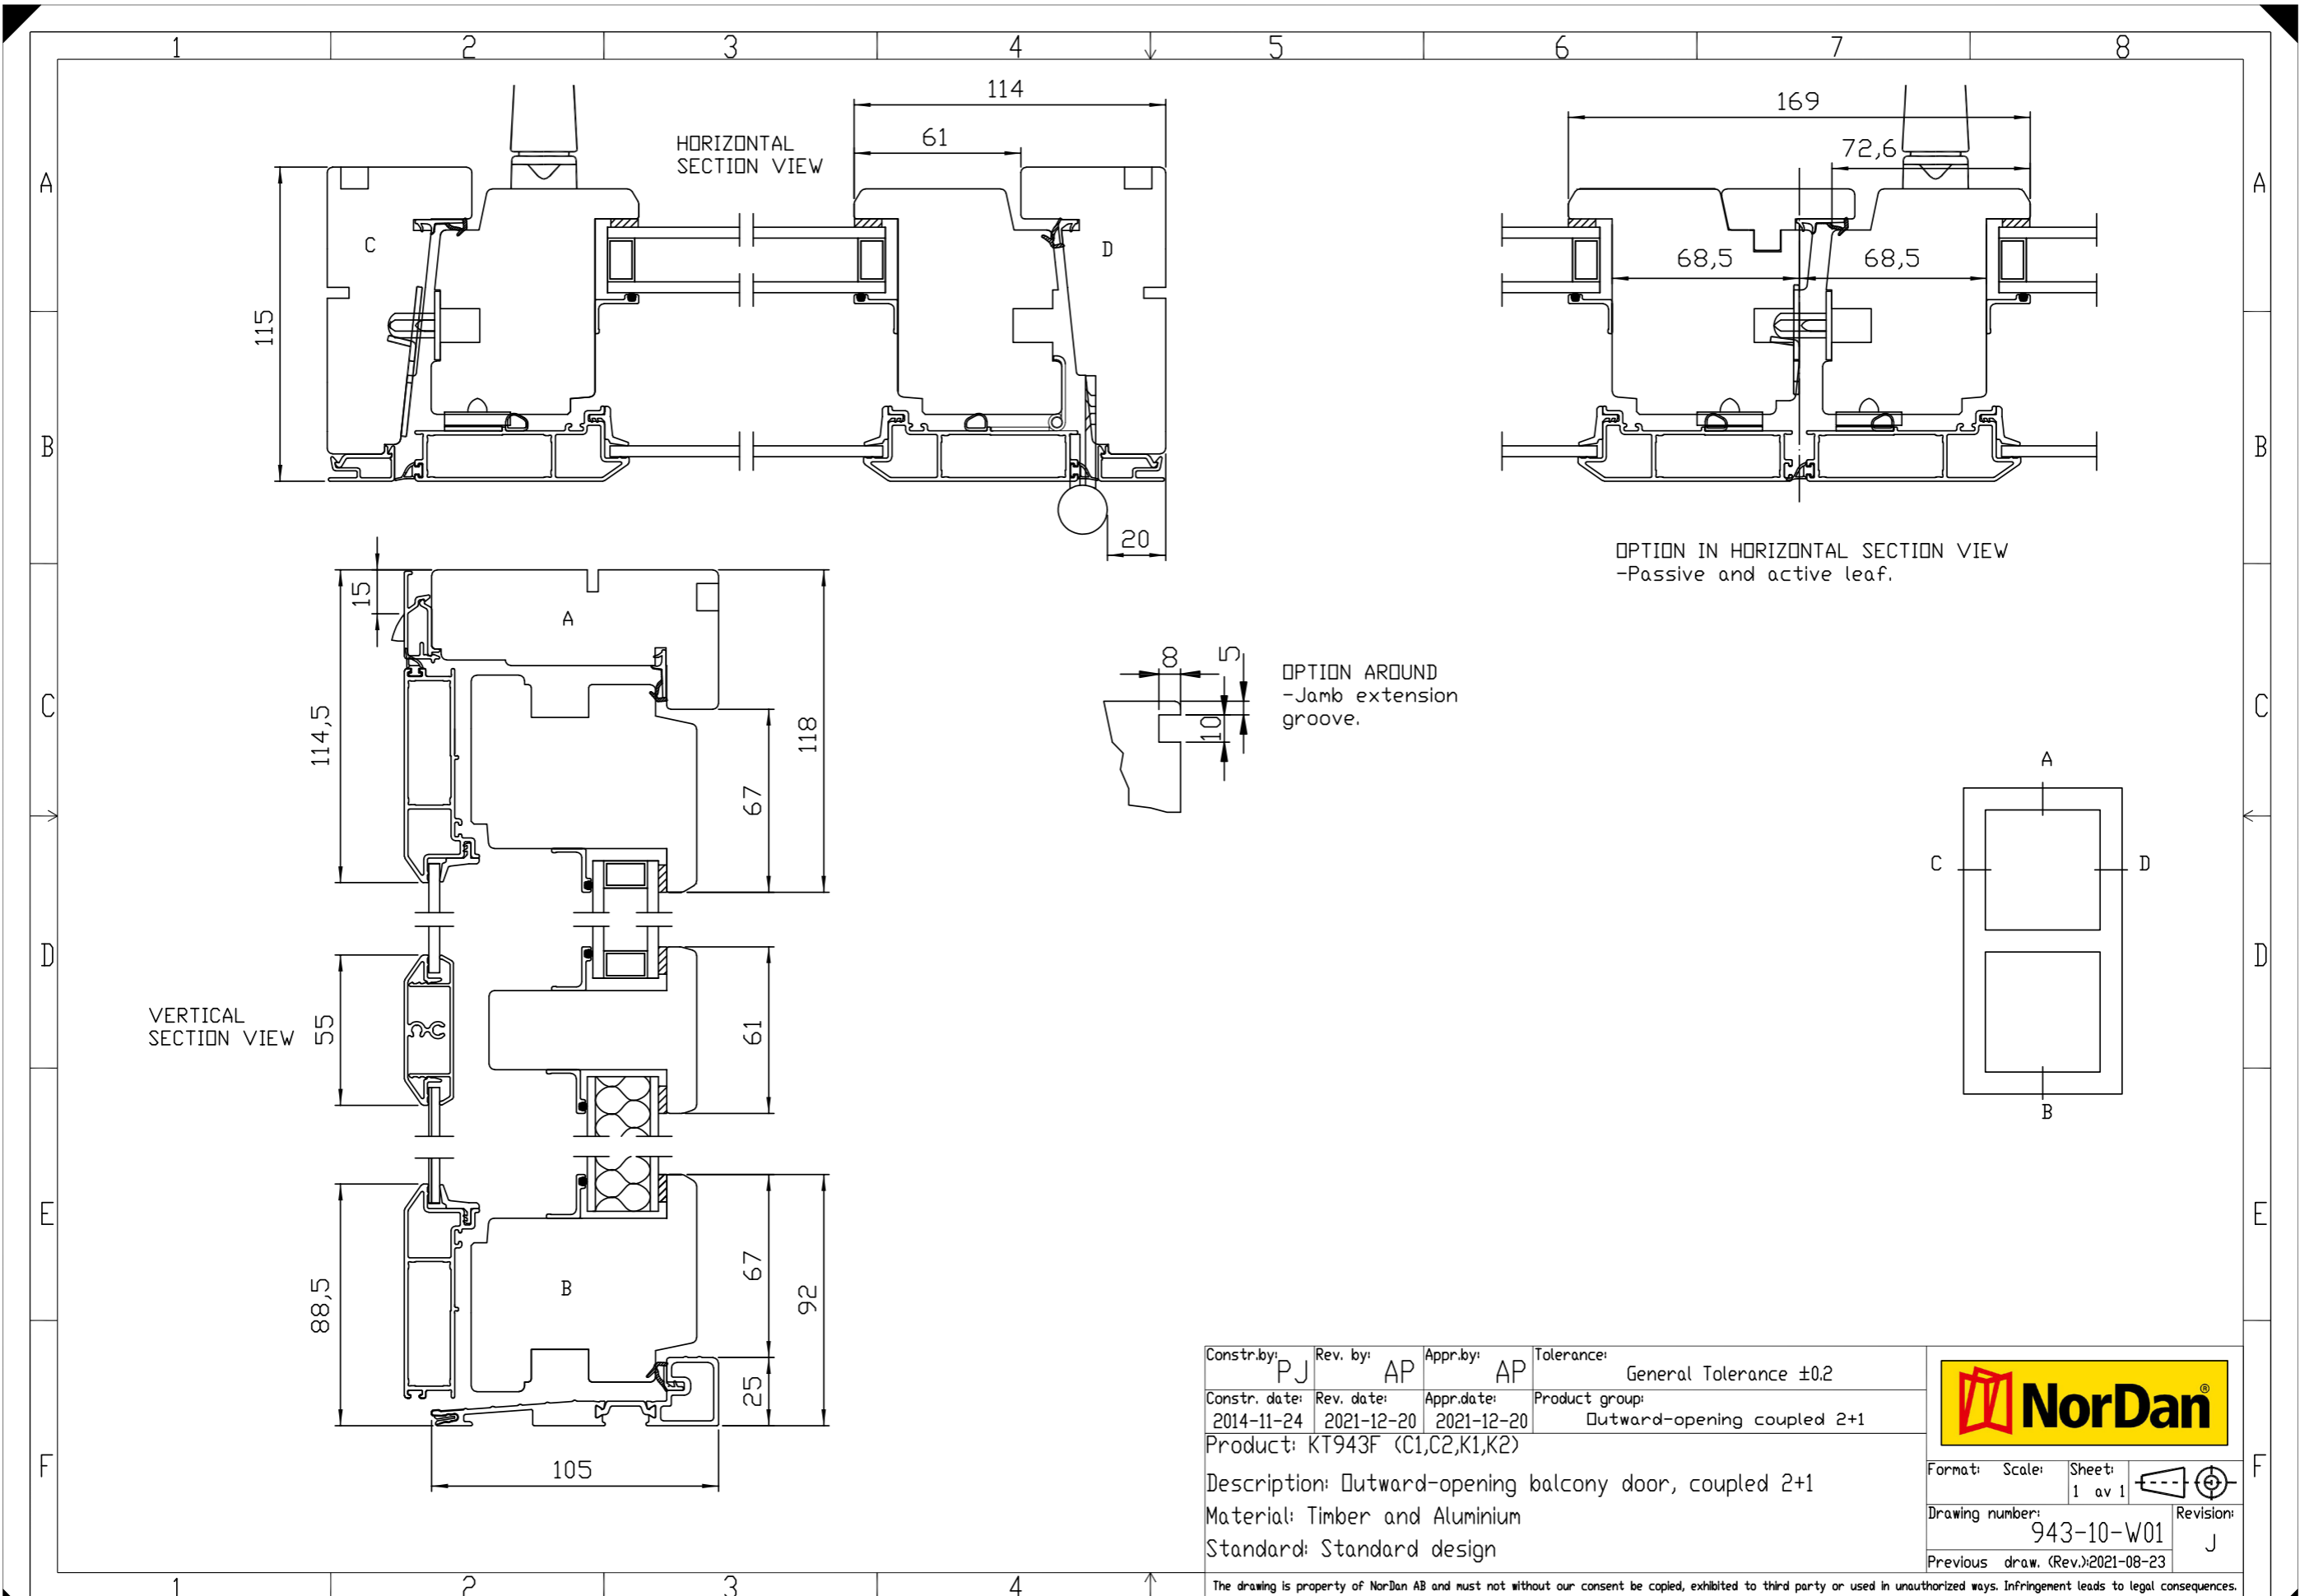 1 2 3 4 5 6 7 8
A
B
C
D
E
F
A
B
C
D
E
F
HORIZONTAL
SECTION VIEW
114
61
115
C
D
20
169
72,6
68,5
68,5
OPTION IN HORIZONTAL SECTION VIEW
-Passive and active leaf.
15
A
114,5
118
67
8
5
10
OPTION AROUND
-Jamb extension
groove.
VERTICAL
SECTION VIEW
55
61
88,5
B
67
92
25
105
A
C
D
B
Constr.by: PJ Rev. by: AP Appr.by: AP Tolerance: General Tolerance ±0.2
Constr. date: Rev. date: Appr.date: Product group:
2014-11-24 2021-12-20 2021-12-20 Outward-opening coupled 2+1
Product: KT943F (C1,C2,K1,K2)
Description: Outward-opening balcony door, coupled 2+1
Material: Timber and Aluminium
Standard: Standard design
NorDan®
Format: Scale: Sheet:
1 av 1
Drawing number: Revision:
943-10-W01 J
Previous draw. (Rev.):2021-08-23
The drawing is property of NorDan AB and must not without our consent be copied, exhibited to third party or used in unauthorized ways. Infringement leads to legal consequences.
1 2 3 4